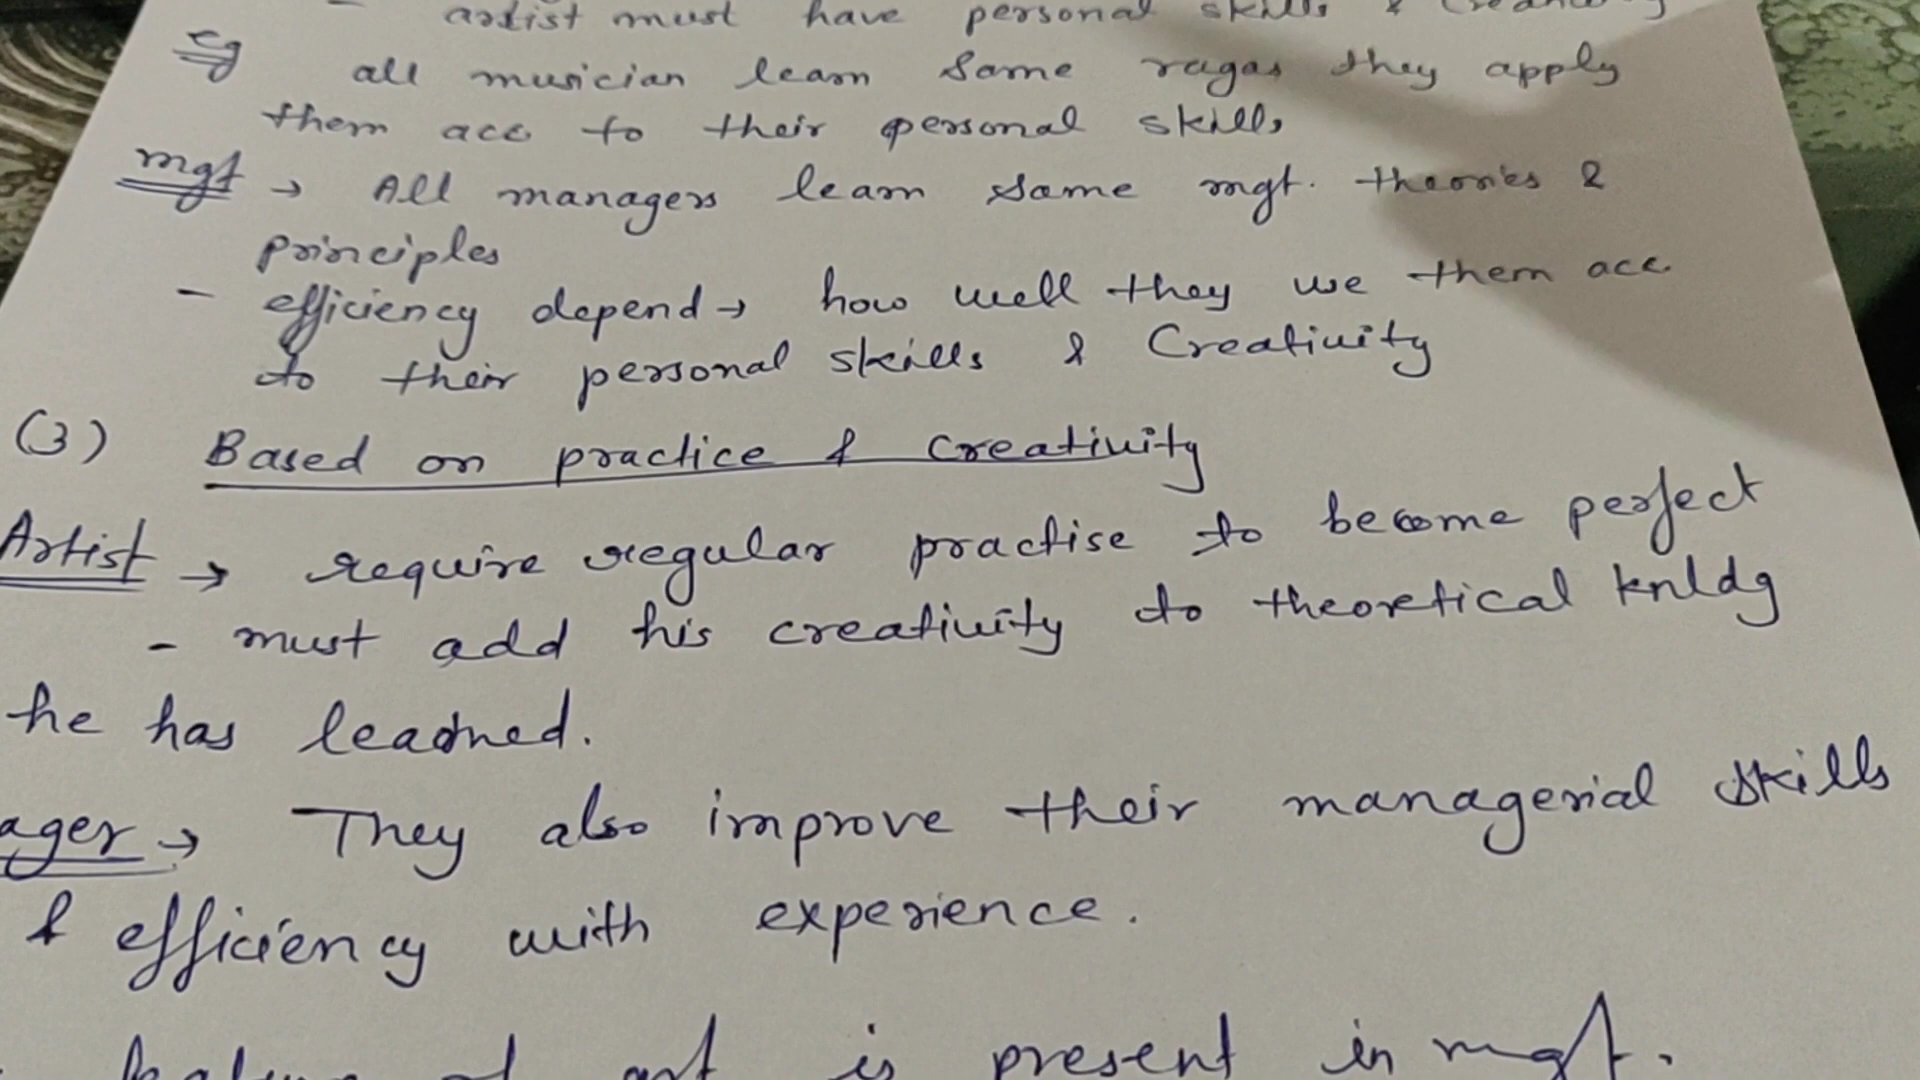 - artist must have personal skills &
eg all musician learn same ragas they apply
them acc to their personal skills
mgt → All managers learn same mgt. theories &
principles
- efficiency depend → how well they use them acc
to their personal skills & Creativity
(3) Based on practice & creativity
Artist → require regular practise to become perfect
- must add his creativity to theoretical knldg
he has learned.
ager → They also improve their managerial skills
& efficiency with experience.
art is present in mgt.